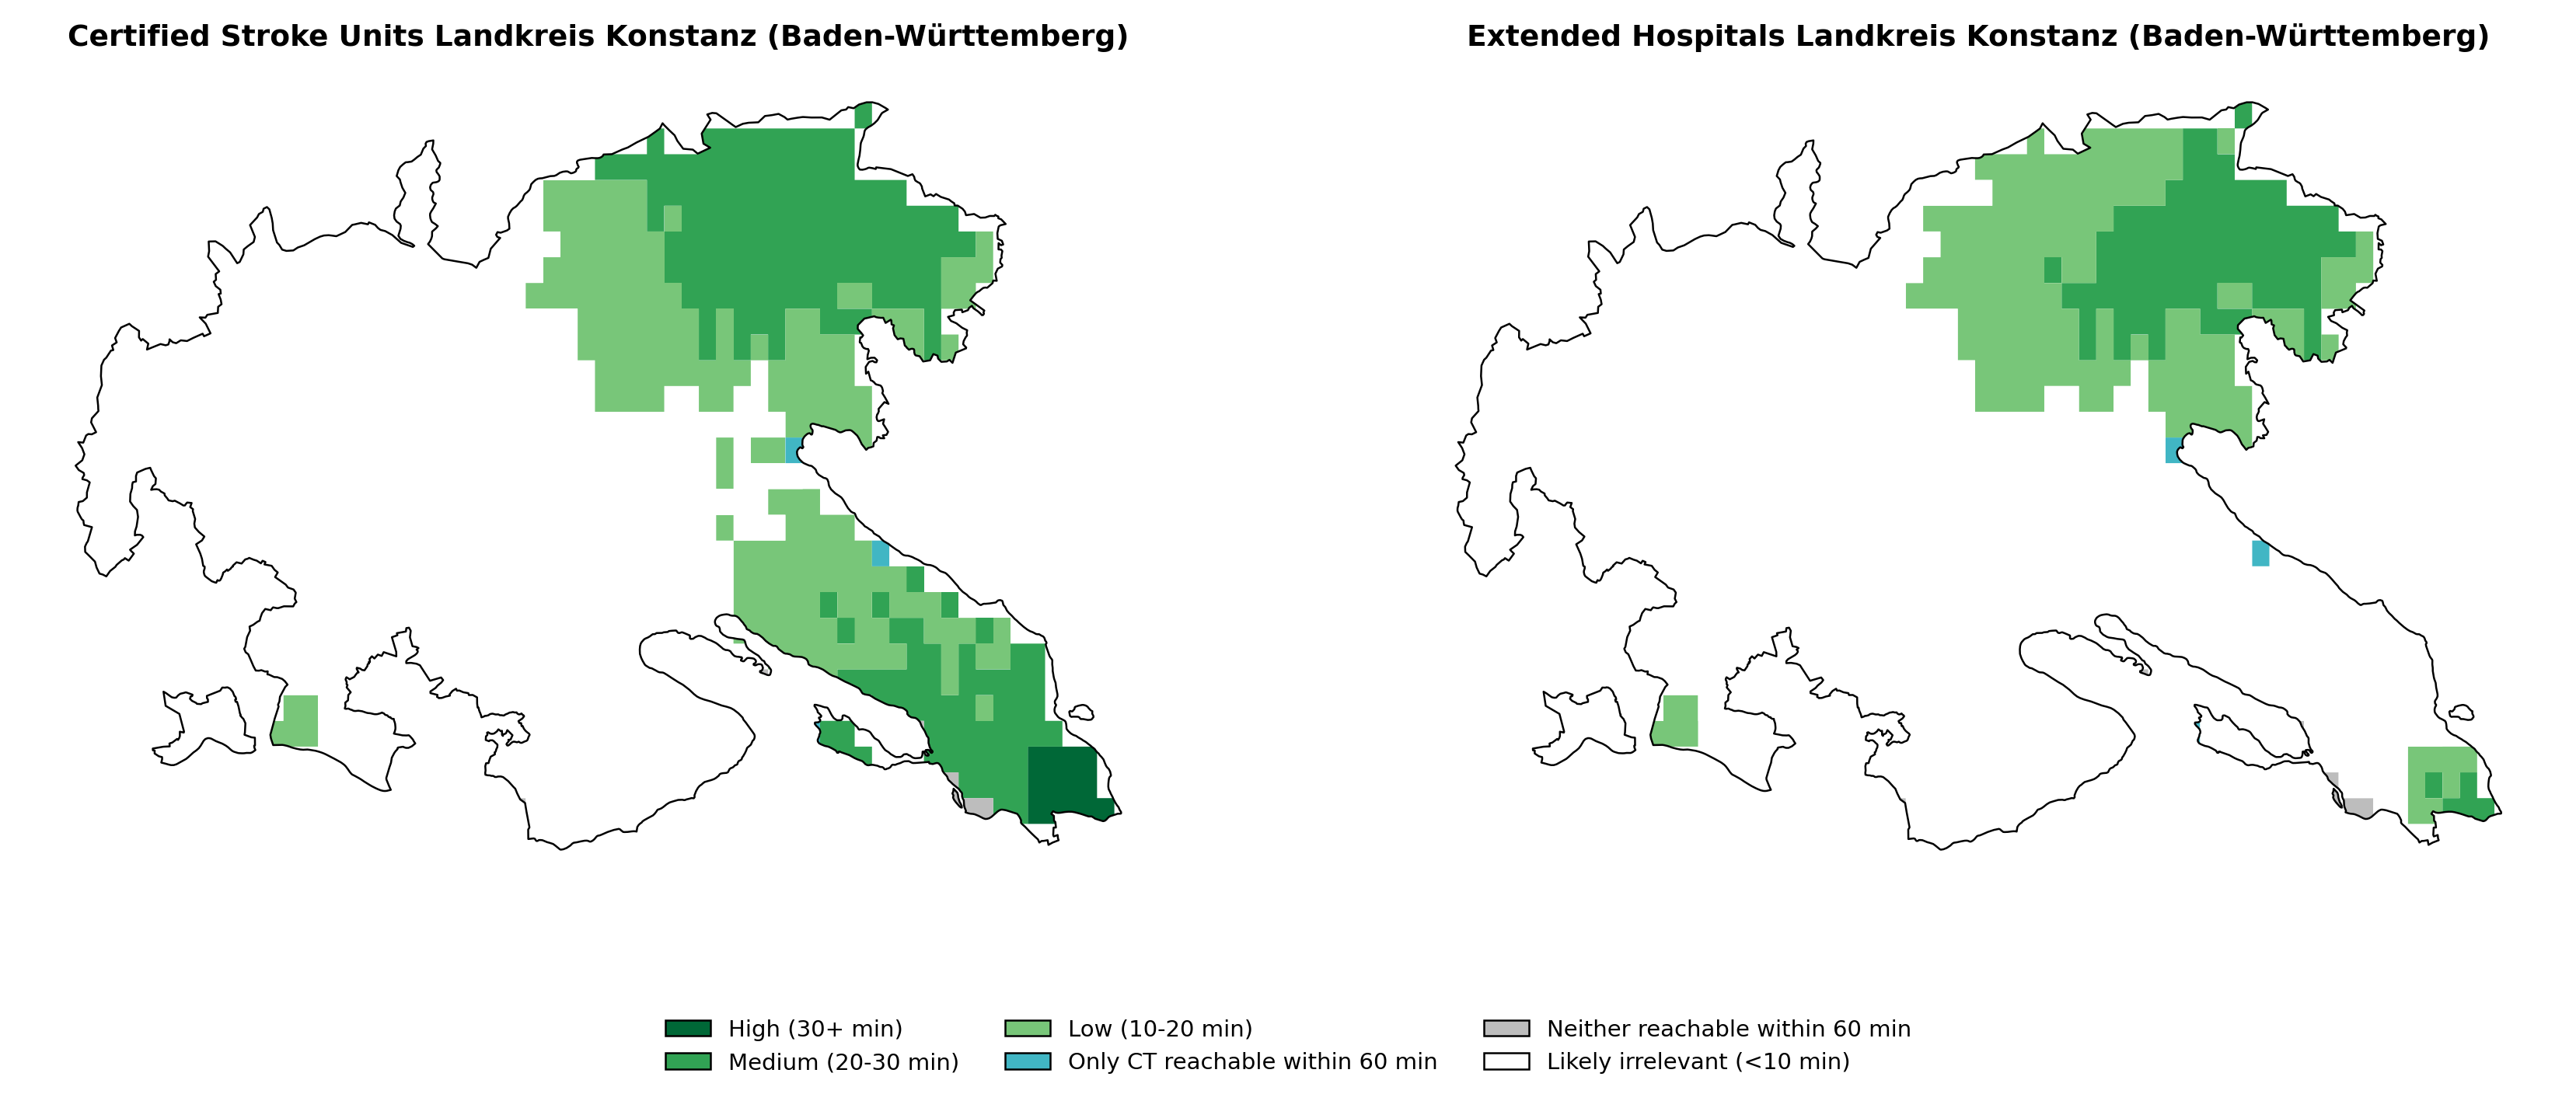 Certified Stroke Units Landkreis Konstanz (Baden-Württemberg)
Extended Hospitals Landkreis Konstanz (Baden-Württemberg)
High (30+ min)
Medium (20-30 min)
Low (10-20 min)
Only CT reachable within 60 min
Neither reachable within 60 min
Likely irrelevant (<10 min)